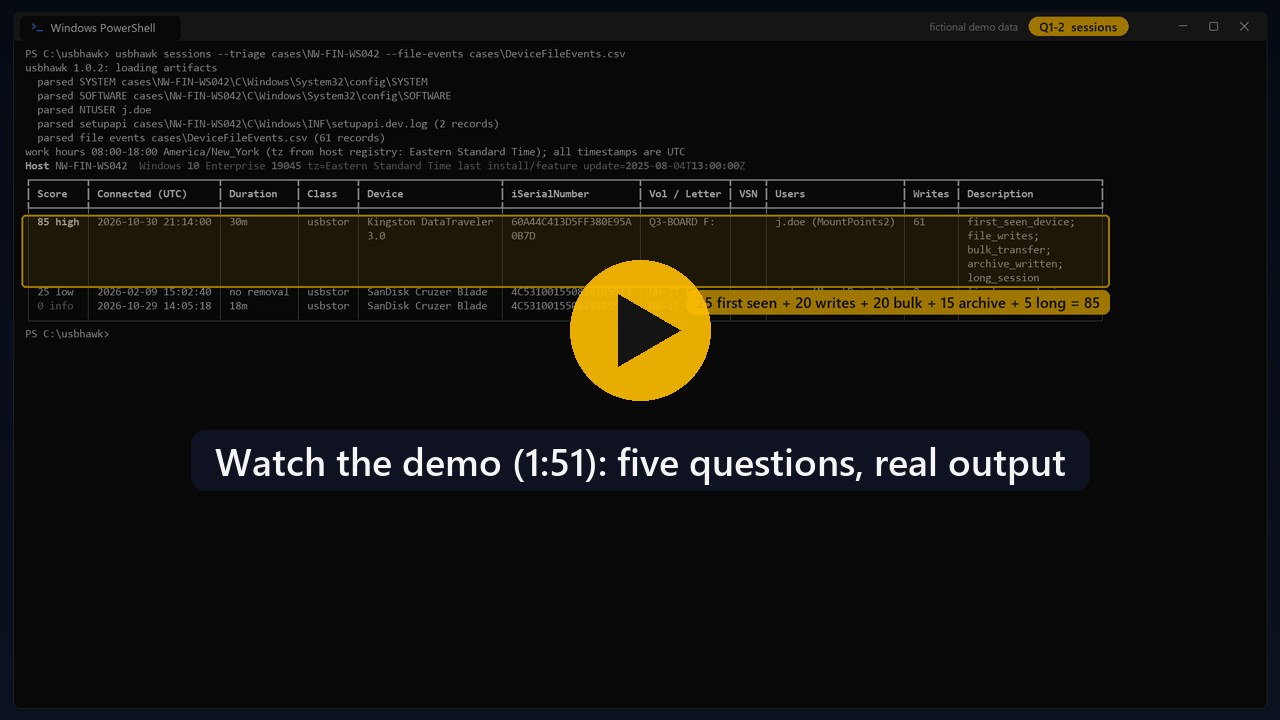 Windows PowerShell
fictional demo data
Q1-2 sessions
PS C:\usbhawk> usbhawk sessions --triage cases\NW-FIN-WS042 --file-events cases\DeviceFileEvents.csv
usbhawk 1.0.2: loading artifacts
parsed SYSTEM cases\NW-FIN-WS042\C\Windows\System32\config\SYSTEM
parsed SOFTWARE cases\NW-FIN-WS042\C\Windows\System32\config\SOFTWARE
parsed NTUSER j.doe
parsed setupapi cases\NW-FIN-WS042\C\Windows\INF\setupapi.dev.log (2 records)
parsed file events cases\DeviceFileEvents.csv (61 records)
work hours 08:00-18:00 America/New_York (tz from host registry: Eastern Standard Time); all timestamps are UTC
Host NW-FIN-WS042 Windows 10 Enterprise 19045 tz=Eastern Standard Time last install/feature update=2025-08-04T13:00:00Z
Score Connected (UTC) Duration Class Device iSerialNumber Vol / Letter VSN Users Writes Description
85 high 2026-10-30 21:14:00 30m usbstor Kingston DataTraveler 60A44C413D5FF380E95A Q3-BOARD F: j.doe (MountPoints2) 61 first_seen_device;
3.0 0B7D file_writes;
bulk_transfer;
archive_written;
long_session
25 low 2026-02-09 15:02:40 no removal usbstor SanDisk Cruzer Blade
0 info 2026-10-29 14:05:18 18m usbstor SanDisk Cruzer Blade
5 first seen + 20 writes + 20 bulk + 15 archive + 5 long = 85
PS C:\usbhawk>
Watch the demo (1:51): five questions, real output